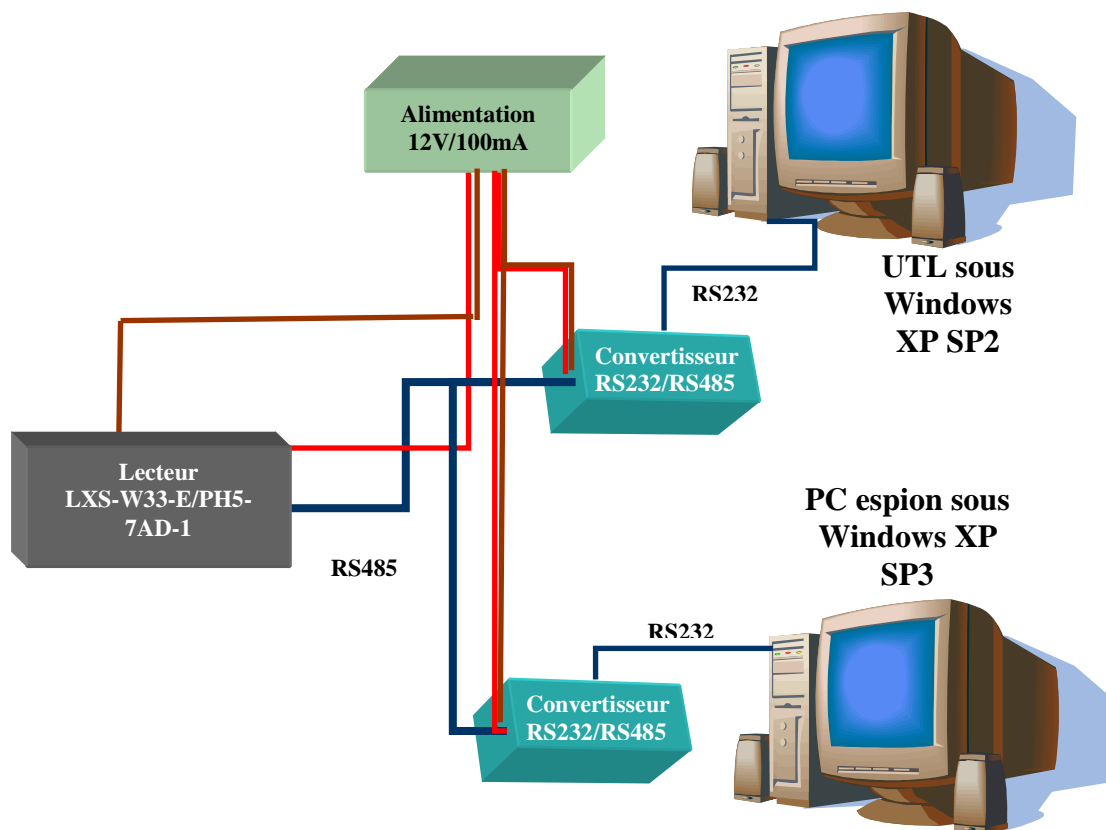 Alimentation
12V/100mA
UTL sous
Windows
XP SP2
RS232
Convertisseur
RS232/RS485
Lecteur
LXS-W33-E/PH5-
7AD-1
RS485
PC espion sous
Windows XP
SP3
RS232
Convertisseur
RS232/RS485